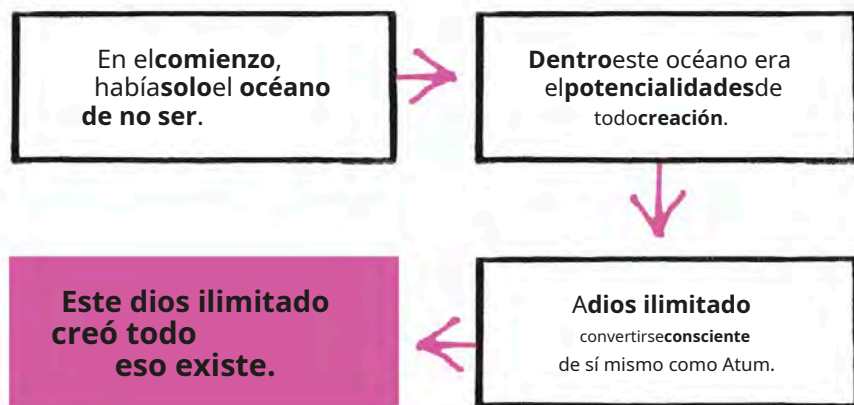 En elcomienzo,
habíasoloel océano
de no ser.
Dentroeste océano era
elpotencialidadesde
todocreación.
Adios ilimitado
convertirseconsciente
de sí mismo como Atum.
Este dios ilimitado
creó todo
eso existe.